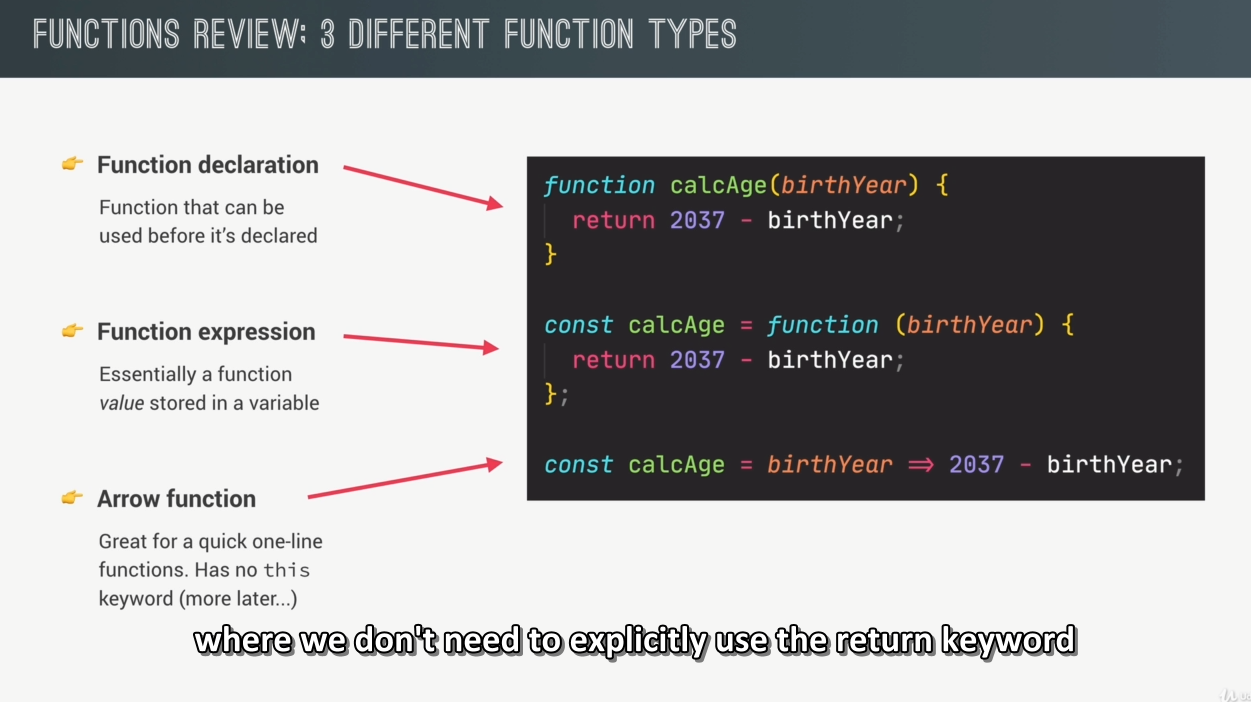 FUNCTIONS REVIEW: 3 DIFFERENT FUNCTION TYPES
👉 Function declaration
Function that can be
used before it’s declared
👉 Function expression
Essentially a function
value stored in a variable
👉 Arrow function
Great for a quick one-line
functions. Has no this
keyword (more later...)
function calcAge(birthYear) {
  return 2037 - birthYear;
}
const calcAge = function (birthYear) {
  return 2037 - birthYear;
};
const calcAge = birthYear => 2037 - birthYear;
where we don't need to explicitly use the return keyword